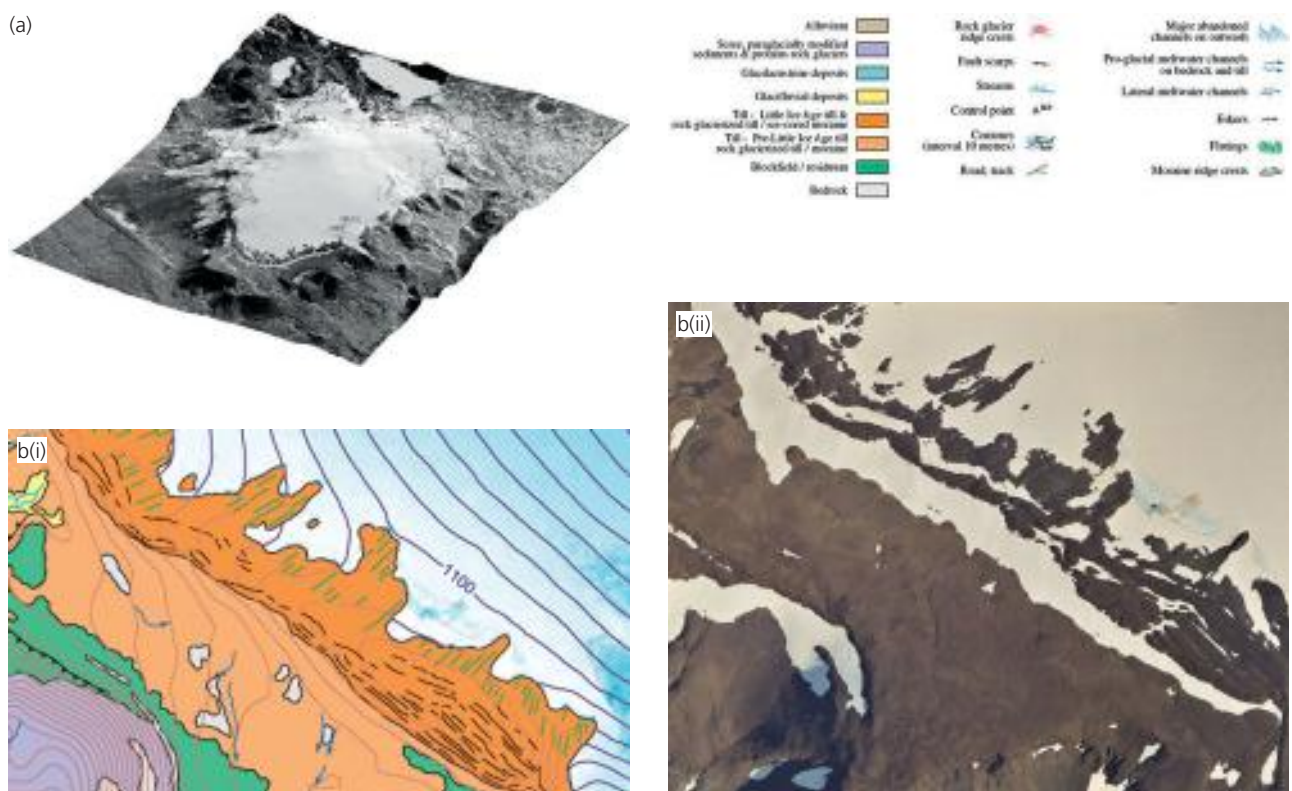 (a)
Alluvium
Scree, paraglacially modified
sediments & protalus rock glaciers
Glaciolacustrine deposits
Glacifluvial deposits
Till - Little Ice Age till &
rock glacierized till / ice-cored moraine
Till - Pre-Little Ice Age till
rock glacierized till / moraine
Blockfield / residuum
Bedrock
Rock glacier
ridge crests
Fault scarps
Streams
Control point
Contours
(interval 10 metres)
Road, track
Major abandoned
channels on outwash
Pro-glacial meltwater channels
on bedrock and till
Lateral meltwater channels
Eskers
Flutings
Moraine ridge crests
b(i)
1100
b(ii)